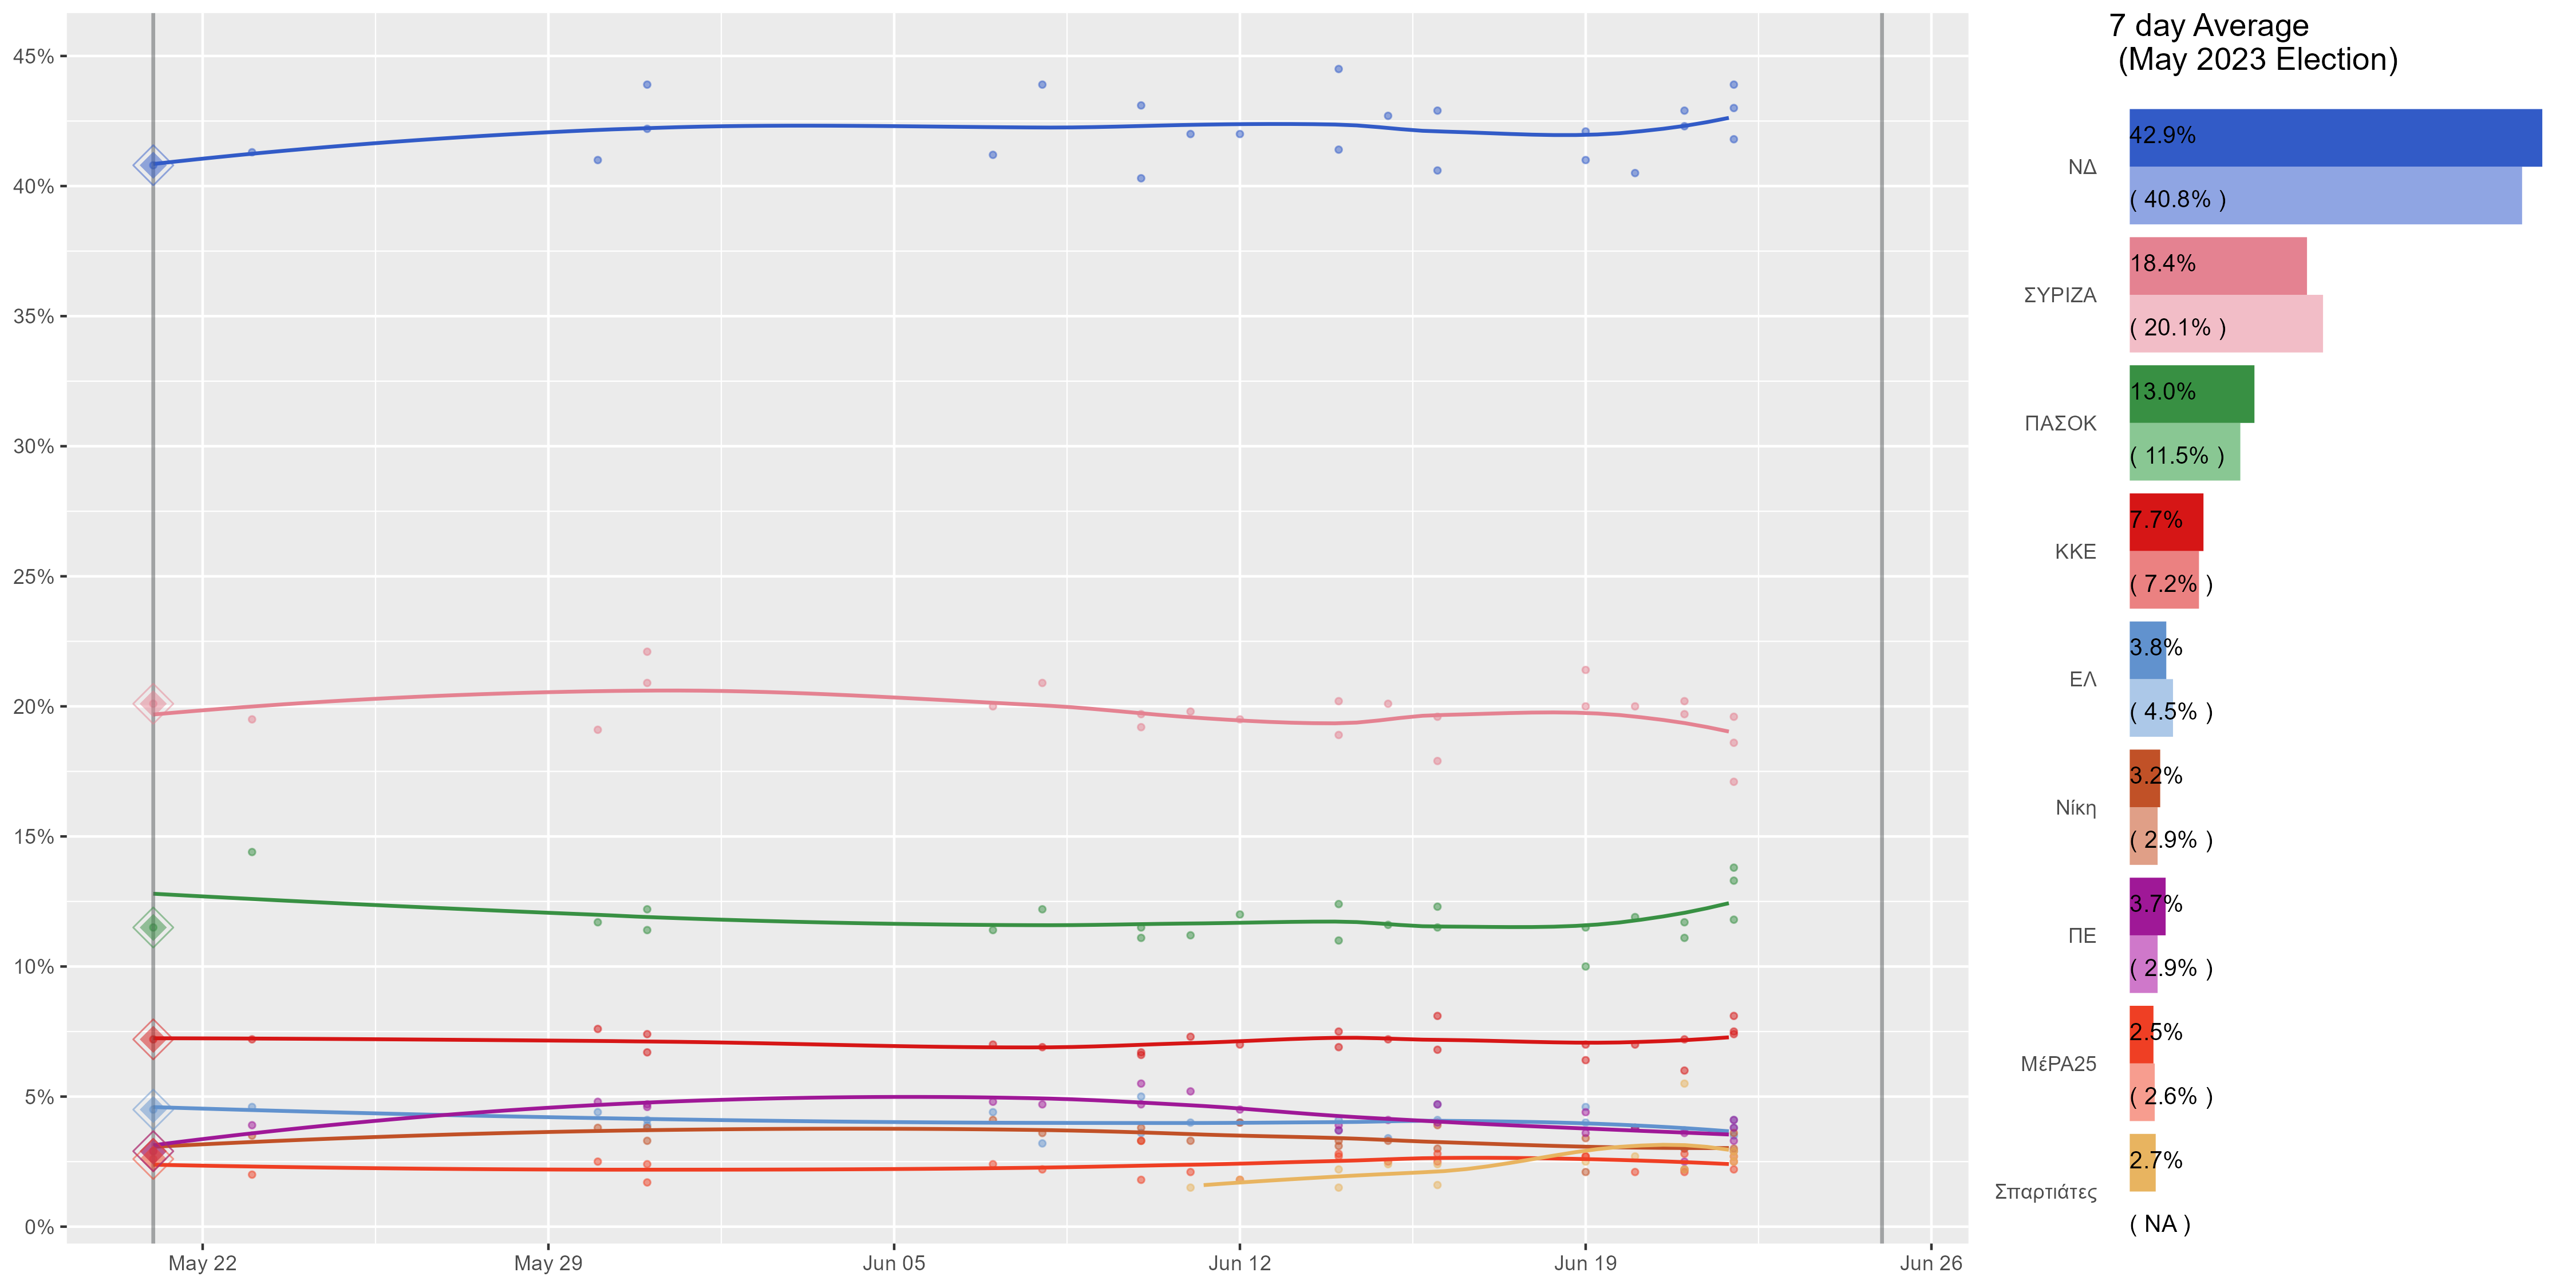 7 day Average
(May 2023 Election)
45%
40%
35%
30%
25%
20%
15%
10%
5%
0%
May 22
May 29
Jun 05
Jun 12
Jun 19
Jun 26
ΝΔ
42.9%
( 40.8% )
ΣΥΡΙΖΑ
18.4%
( 20.1% )
ΠΑΣΟΚ
13.0%
( 11.5% )
ΚΚΕ
7.7%
( 7.2% )
ΕΛ
3.8%
( 4.5% )
Νίκη
3.2%
( 2.9% )
ΠΕ
3.7%
( 2.9% )
ΜέΡΑ25
2.5%
( 2.6% )
Σπαρτιάτες
2.7%
( NA )